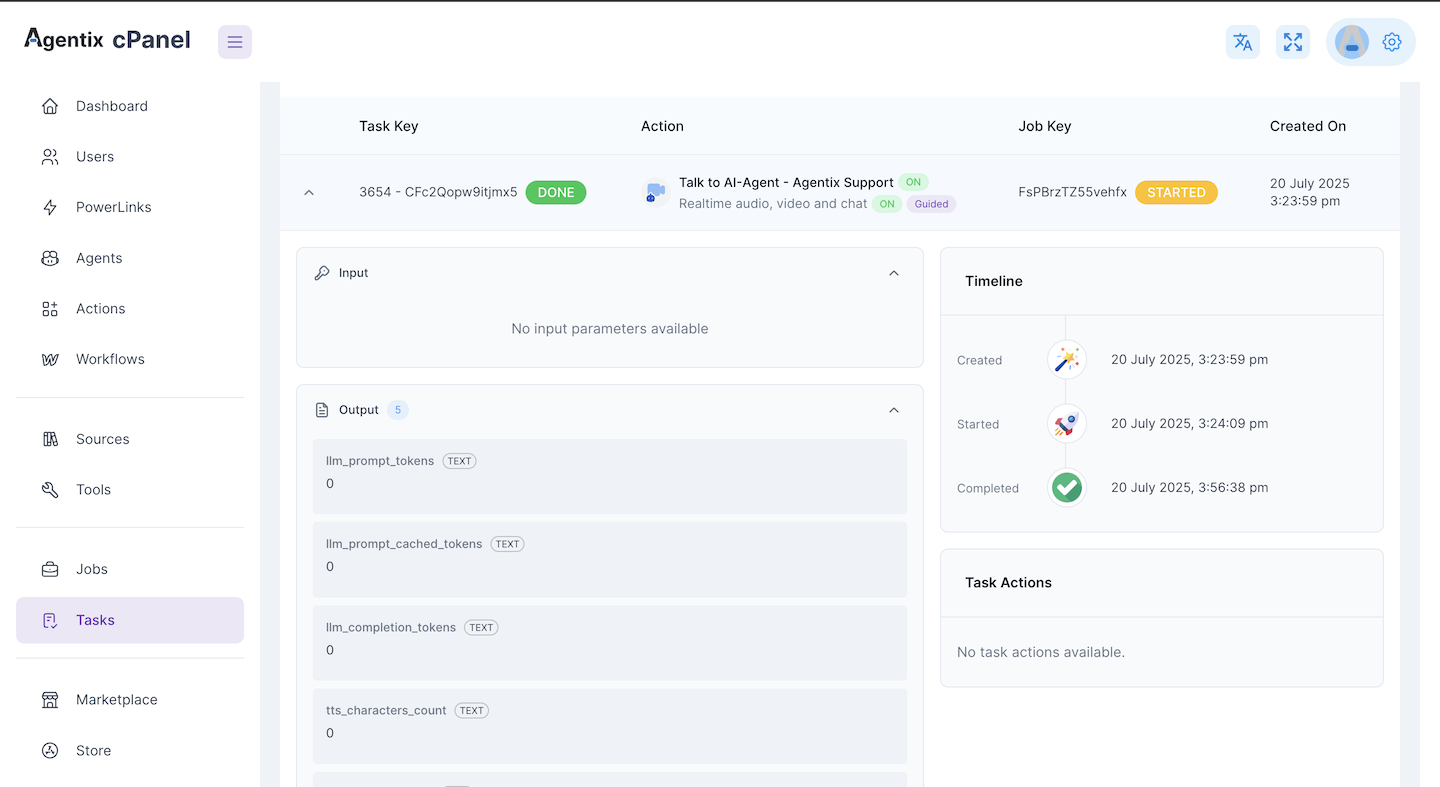 Agentix cPanel
Dashboard
Users
PowerLinks
Agents
Actions
Workflows
Sources
Tools
Jobs
Tasks
Marketplace
Store
Task Key Action Job Key Created On
3654 - CFc2Qopw9itjmx5 DONE
Talk to AI-Agent - Agentix Support ON
Realtime audio, video and chat ON Guided
FsPBrzTZ55vehfx STARTED
20 July 2025
3:23:59 pm
Input
No input parameters available
Output 5
llm_prompt_tokens TEXT
0
llm_prompt_cached_tokens TEXT
0
llm_completion_tokens TEXT
0
tts_characters_count TEXT
0
Timeline
Created 20 July 2025, 3:23:59 pm
Started 20 July 2025, 3:24:09 pm
Completed 20 July 2025, 3:56:38 pm
Task Actions
No task actions available.